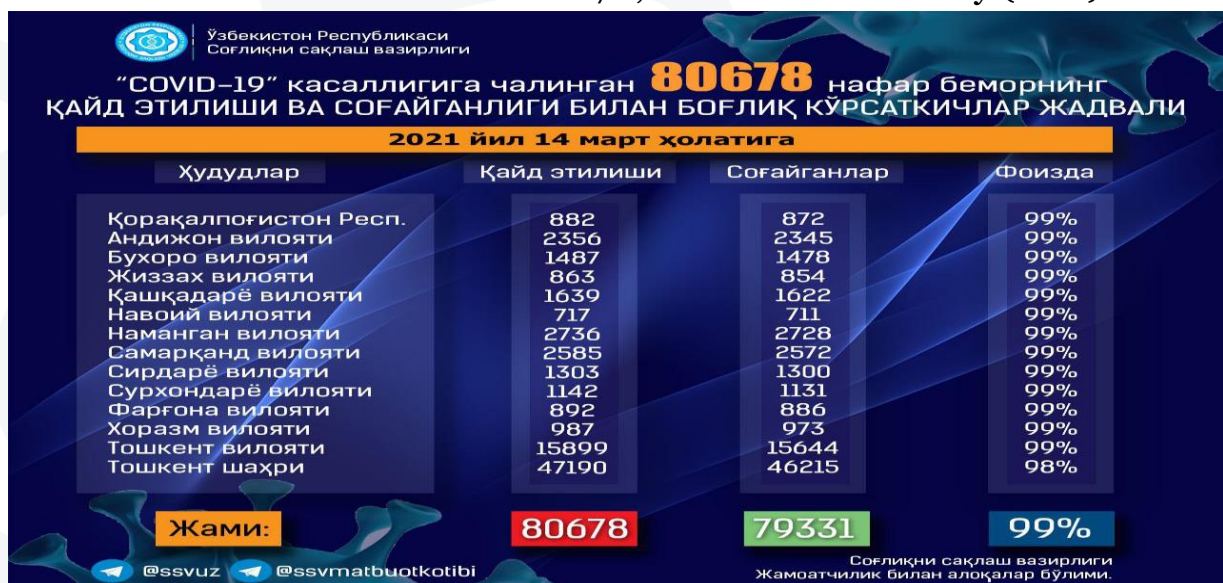 Ўзбекистон Республикаси
Соғлиқни сақлаш вазирлиги
“COVID–19” касаллигига чалинган 80678 нафар беморнинг
ҚАЙД ЭТИЛИШИ ВА СОҒАЙГАНЛИГИ БИЛАН БОҒЛИҚ КЎРСАТКИЧЛАР ЖАДВАЛИ
2021 йил 14 март ҳолатига
Ҳудудлар Қайд этилиши Соғайганлар Фоизда
Қорақалпоғистон Респ. 882 872 99%
Андижон вилояти 2356 2345 99%
Бухоро вилояти 1487 1478 99%
Жиззах вилояти 863 854 99%
Қашқадарё вилояти 1639 1622 99%
Навоий вилояти 717 711 99%
Наманган вилояти 2736 2728 99%
Самарқанд вилояти 2585 2572 99%
Сирдарё вилояти 1303 1300 99%
Сурхондарё вилояти 1142 1131 99%
Фарғона вилояти 892 886 99%
Хоразм вилояти 987 973 99%
Тошкент вилояти 15899 15644 99%
Тошкент шаҳри 47190 46215 98%
Жами: 80678 79331 99%
@ssvuz @ssvmatbuotkotibi
Соғлиқни сақлаш вазирлиги
Жамоатчилик билан алоқалар бўлими.